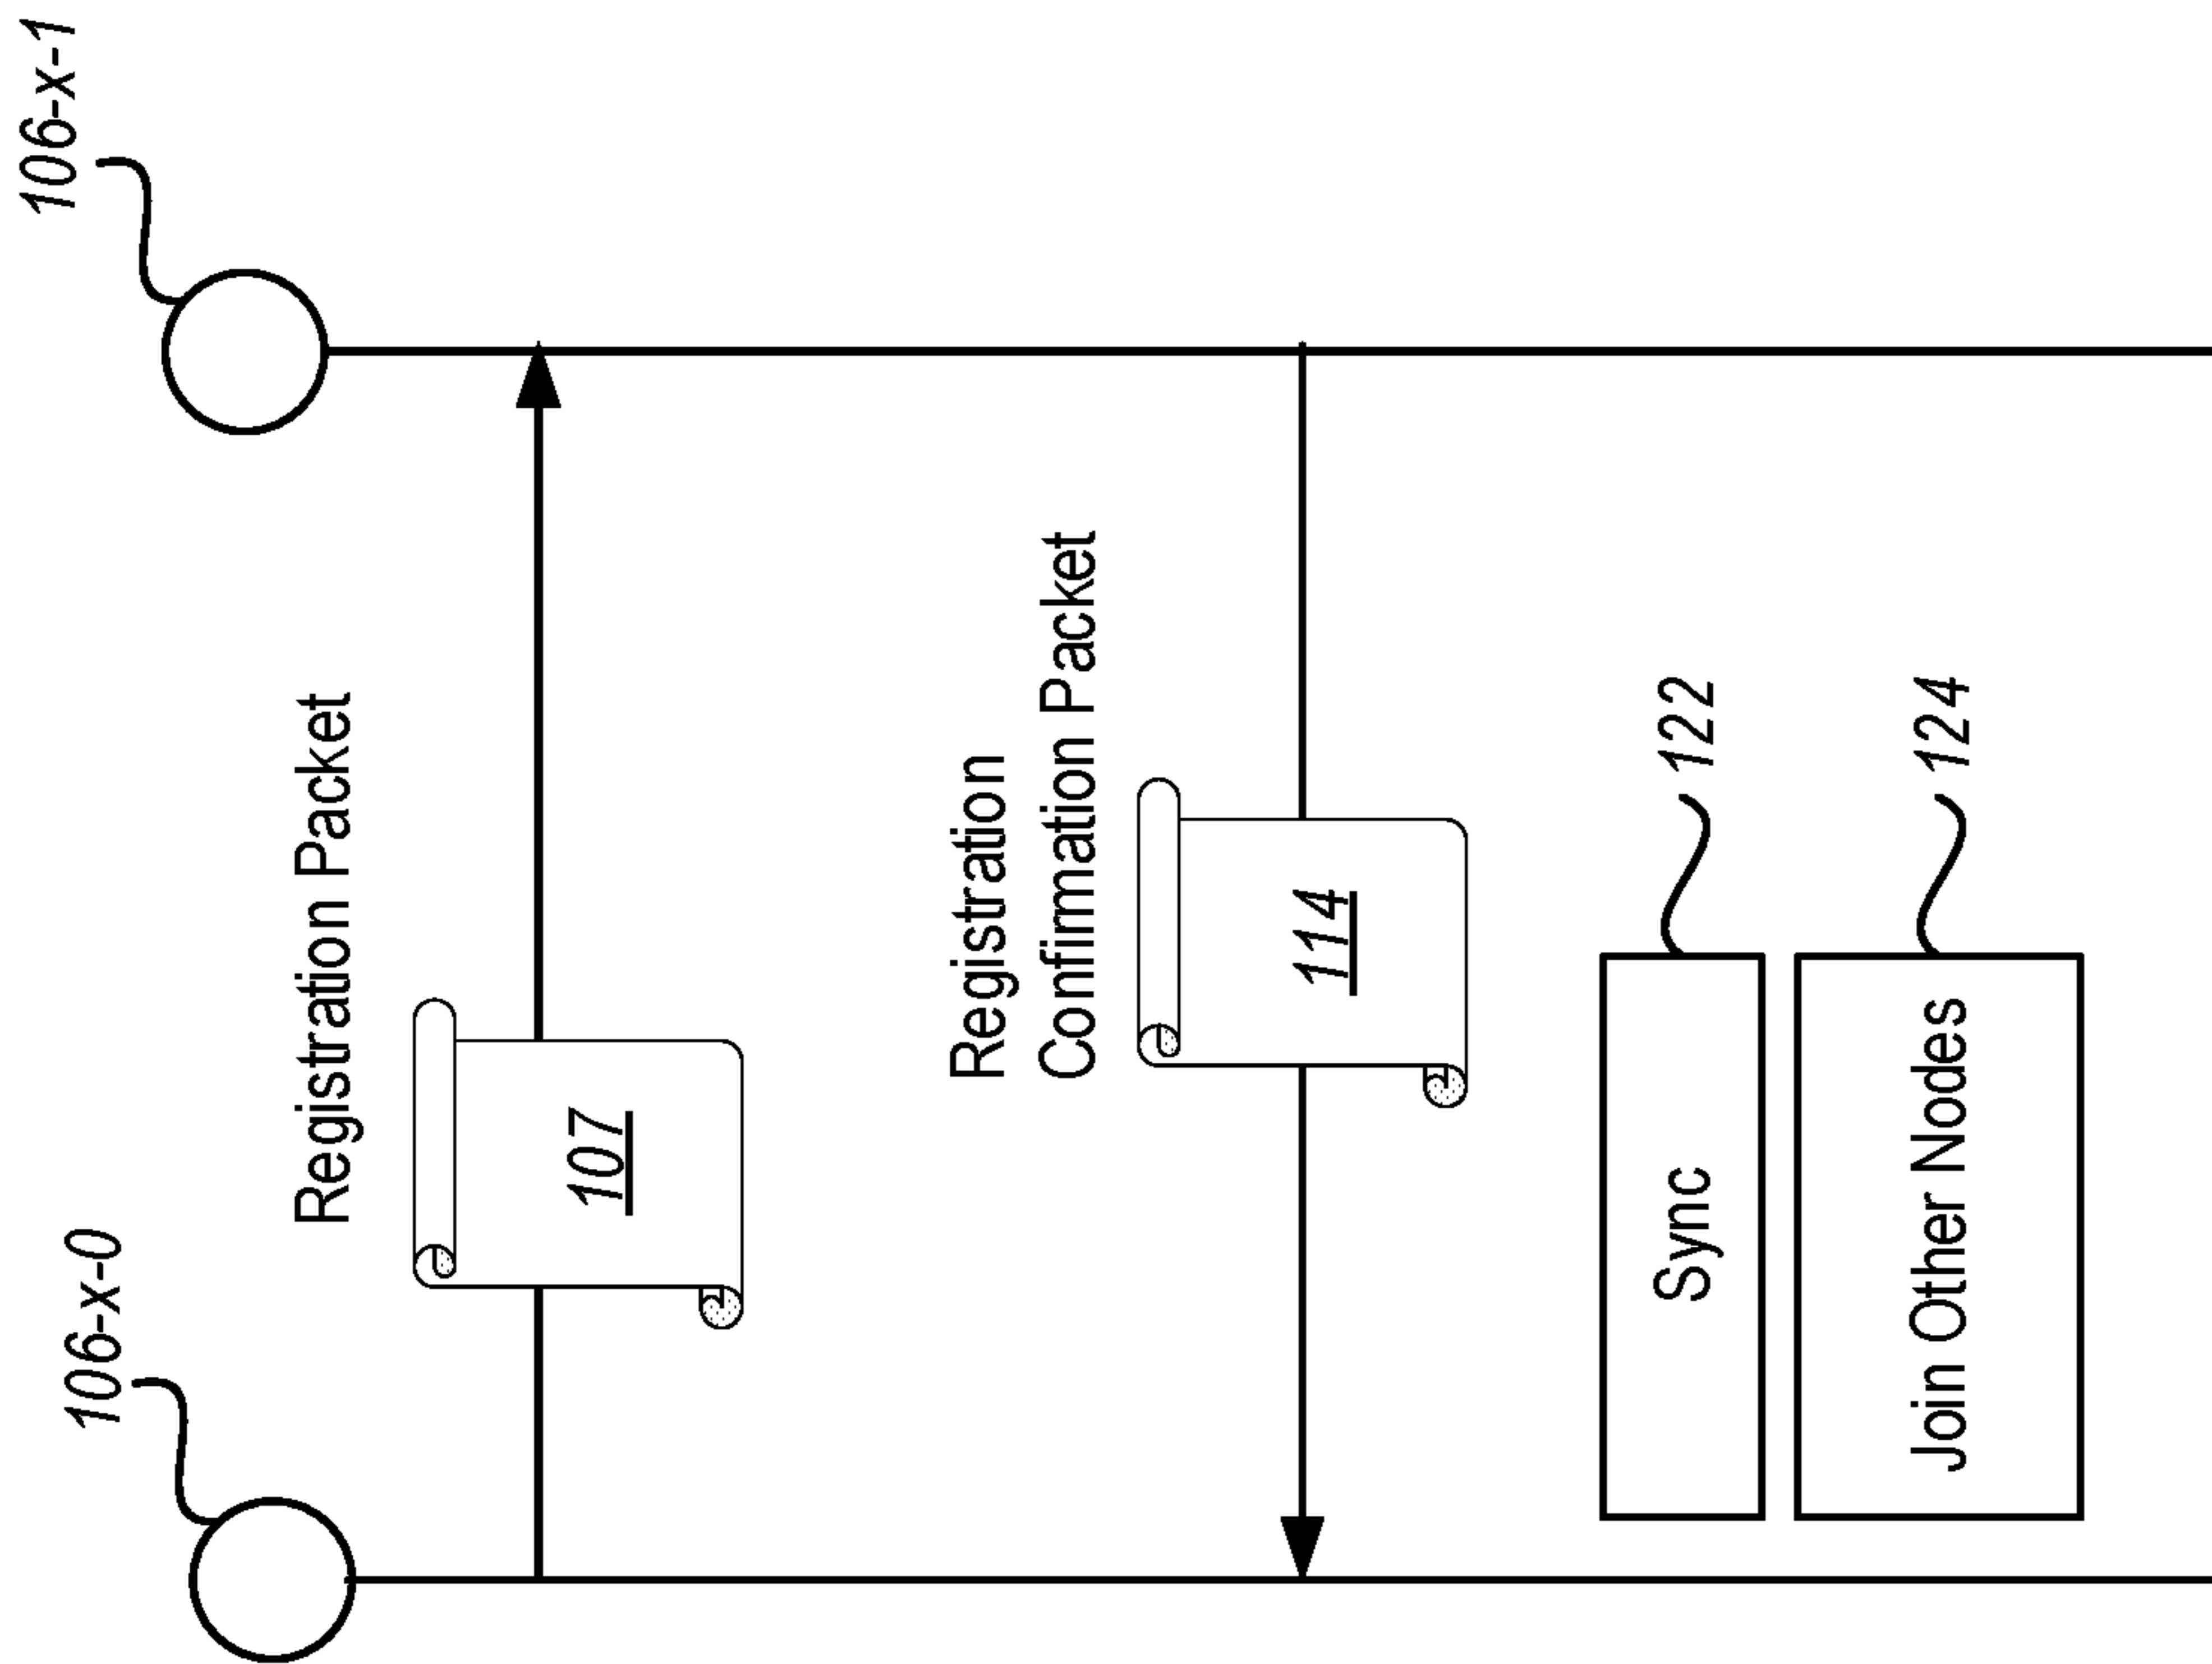 106-x-0
106-x-1
Registration Packet
107
Registration
Confirmation Packet
114
Sync
122
Join Other Nodes
124